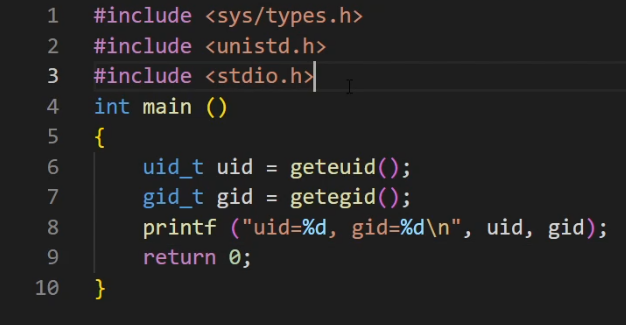 1 #include <sys/types.h>
2 #include <unistd.h>
3 #include <stdio.h>
4 int main ()
5 {
6     uid_t uid = geteuid();
7     gid_t gid = getegid();
8     printf ("uid=%d, gid=%d\n", uid, gid);
9     return 0;
10 }